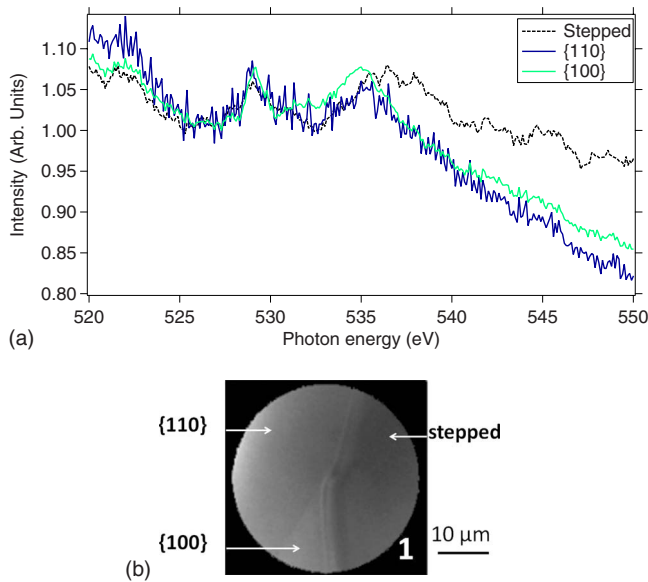 Stepped
{110}
{100}
1.10
1.05
1.00
0.95
0.90
0.85
0.80
Intensity (Arb. Units)
520 525 530 535 540 545 550
Photon energy (eV)
(a)
{110}
stepped
{100}
1
10 μm
(b)